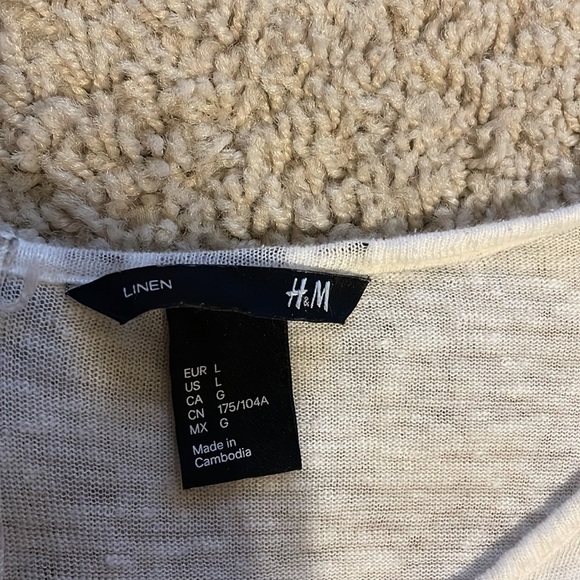 LINEN
H&M
EUR L
US L
CA G
CN 175/104A
MX G
Made in
Cambodia